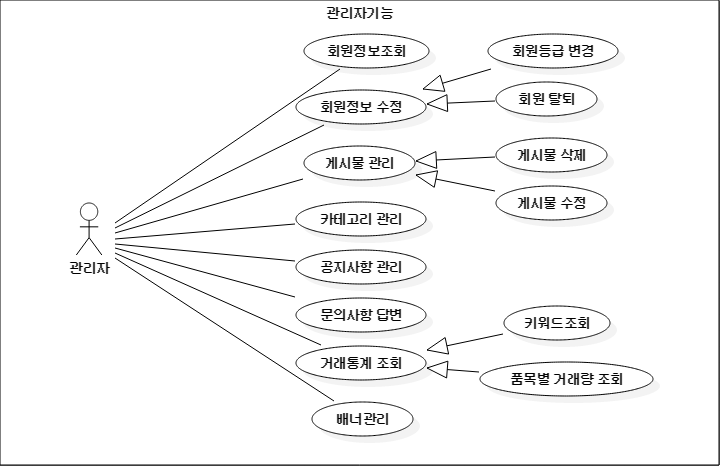 관리자기능
회원정보조회
회원등급 변경
회원정보 수정
회원 탈퇴
게시물 관리
게시물 삭제
게시물 수정
카테고리 관리
관리자
공지사항 관리
문의사항 답변
키워드조회
거래통계 조회
품목별 거래량 조회
배너관리